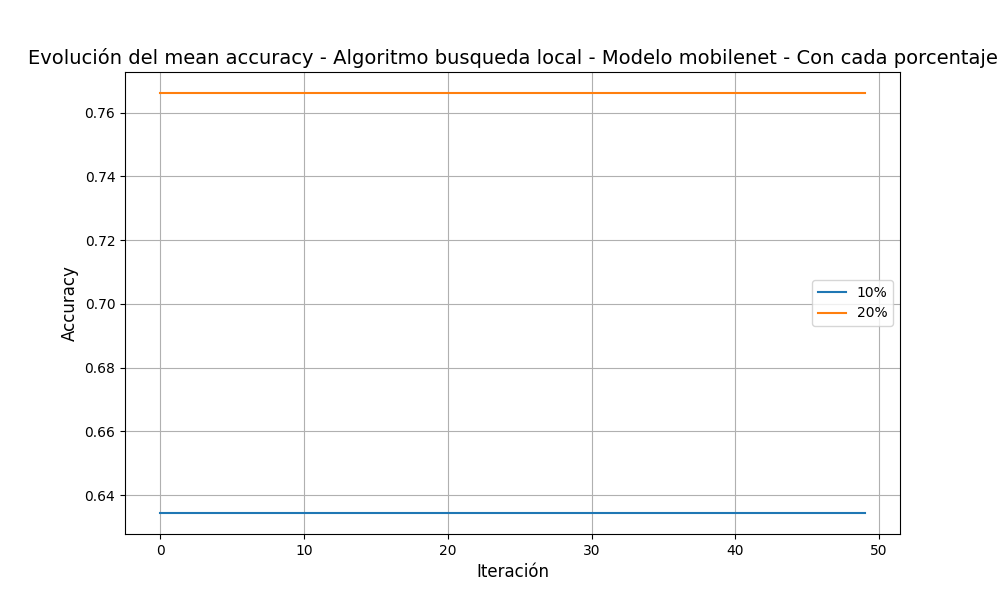 Evolución del mean accuracy - Algoritmo busqueda local - Modelo mobilenet - Con cada porcentaje
0.76
0.74
0.72
0.70
0.68
0.66
0.64
Accuracy
10%
20%
0 10 20 30 40 50
Iteración